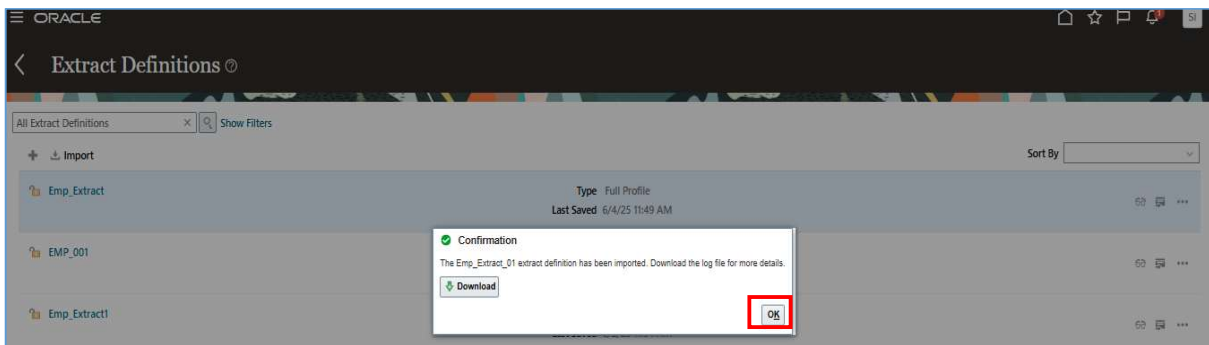 ORACLE
SI
Extract Definitions
All Extract Definitions
Show Filters
Import
Sort By
Emp_Extract
Type Full Profile
Last Saved 6/4/25 11:49 AM
EMP_001
Confirmation
The Emp_Extract_01 extract definition has been imported. Download the log file for more details.
Download
OK
Emp_Extract1